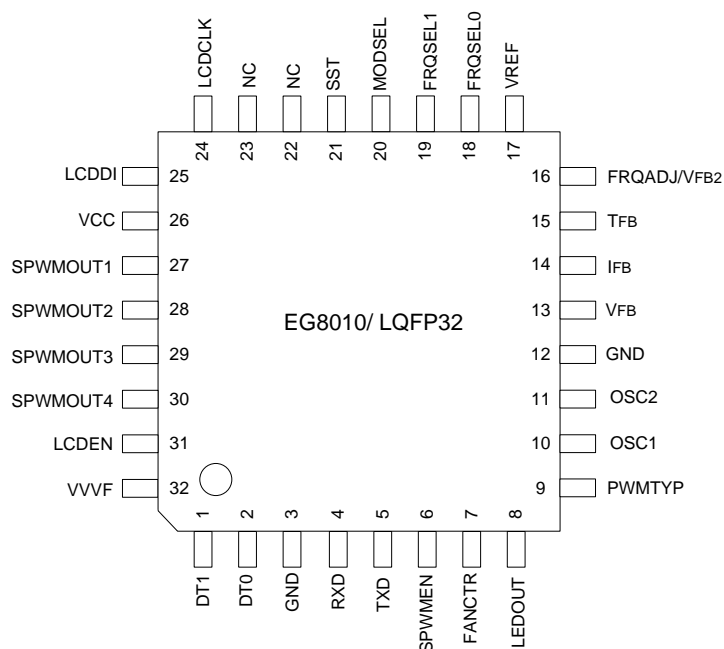 LCDCLK
NC
NC
SST
MODSEL
FRQSEL1
FRQSEL0
VREF
24
23
22
21
20
19
18
17
LCDDI 25
VCC 26
SPWMOUT1 27
SPWMOUT2 28
SPWMOUT3 29
SPWMOUT4 30
LCDEN 31
VVVF 32
EG8010/ LQFP32
16 FRQADJ/VFB2
15 TFB
14 IFB
13 VFB
12 GND
11 OSC2
10 OSC1
9 PWMTYP
1
2
3
4
5
6
7
8
DT1
DT0
GND
RXD
TXD
SPWMEN
FANCTR
LEDOUT